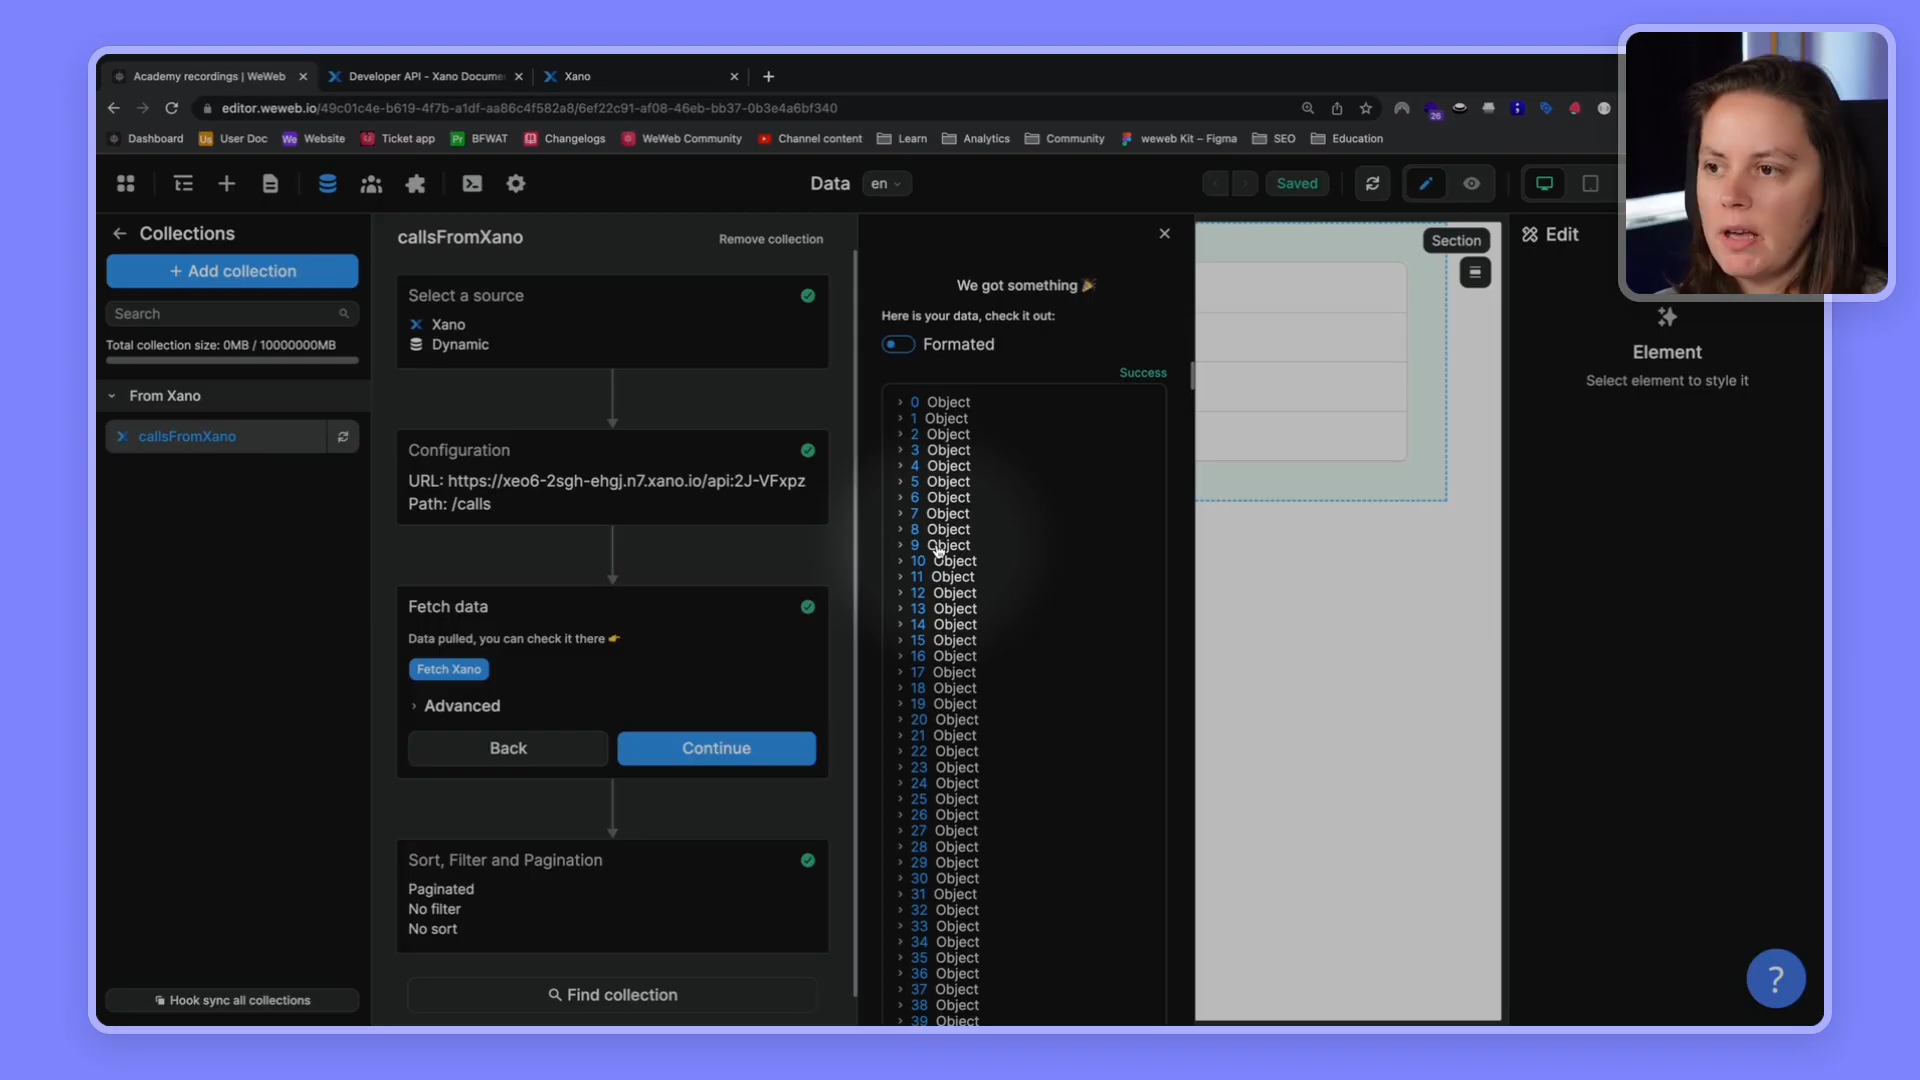 Academy recordings | WeWeb
Developer API - Xano Docume
Xano
editor.weweb.io/49c01c4e-b619-4f7b-a1df-aa86c4f582a8/6ef22c91-af08-46eb-bb37-0b3e4a6bf340
26
Dashboard
Us User Doc
We Website
Ticket app
Pr BFWAT
Changelogs
WeWeb Community
Channel content
Learn
Analytics
Community
weweb Kit – Figma
SEO
Education
Data
en
Saved
Collections
+ Add collection
Search
Total collection size: 0MB / 10000000MB
From Xano
callsFromXano
Hook sync all collections
callsFromXano
Remove collection
Select a source
Xano
Dynamic
Configuration
URL: https://xeo6-2sgh-ehgj.n7.xano.io/api:2J-VFxpz
Path: /calls
Fetch data
Data pulled, you can check it there 👉
Fetch Xano
Advanced
Back
Continue
Sort, Filter and Pagination
Paginated
No filter
No sort
Find collection
We got something 🎉
Here is your data, check it out:
Formated
Success
0 Object
1 Object
2 Object
3 Object
4 Object
5 Object
6 Object
7 Object
8 Object
9 Object
10 Object
11 Object
12 Object
13 Object
14 Object
15 Object
16 Object
17 Object
18 Object
19 Object
20 Object
21 Object
22 Object
23 Object
24 Object
25 Object
26 Object
27 Object
28 Object
29 Object
30 Object
31 Object
32 Object
33 Object
34 Object
35 Object
36 Object
37 Object
38 Object
39 Object
Section
Edit
Element
Select element to style it
?